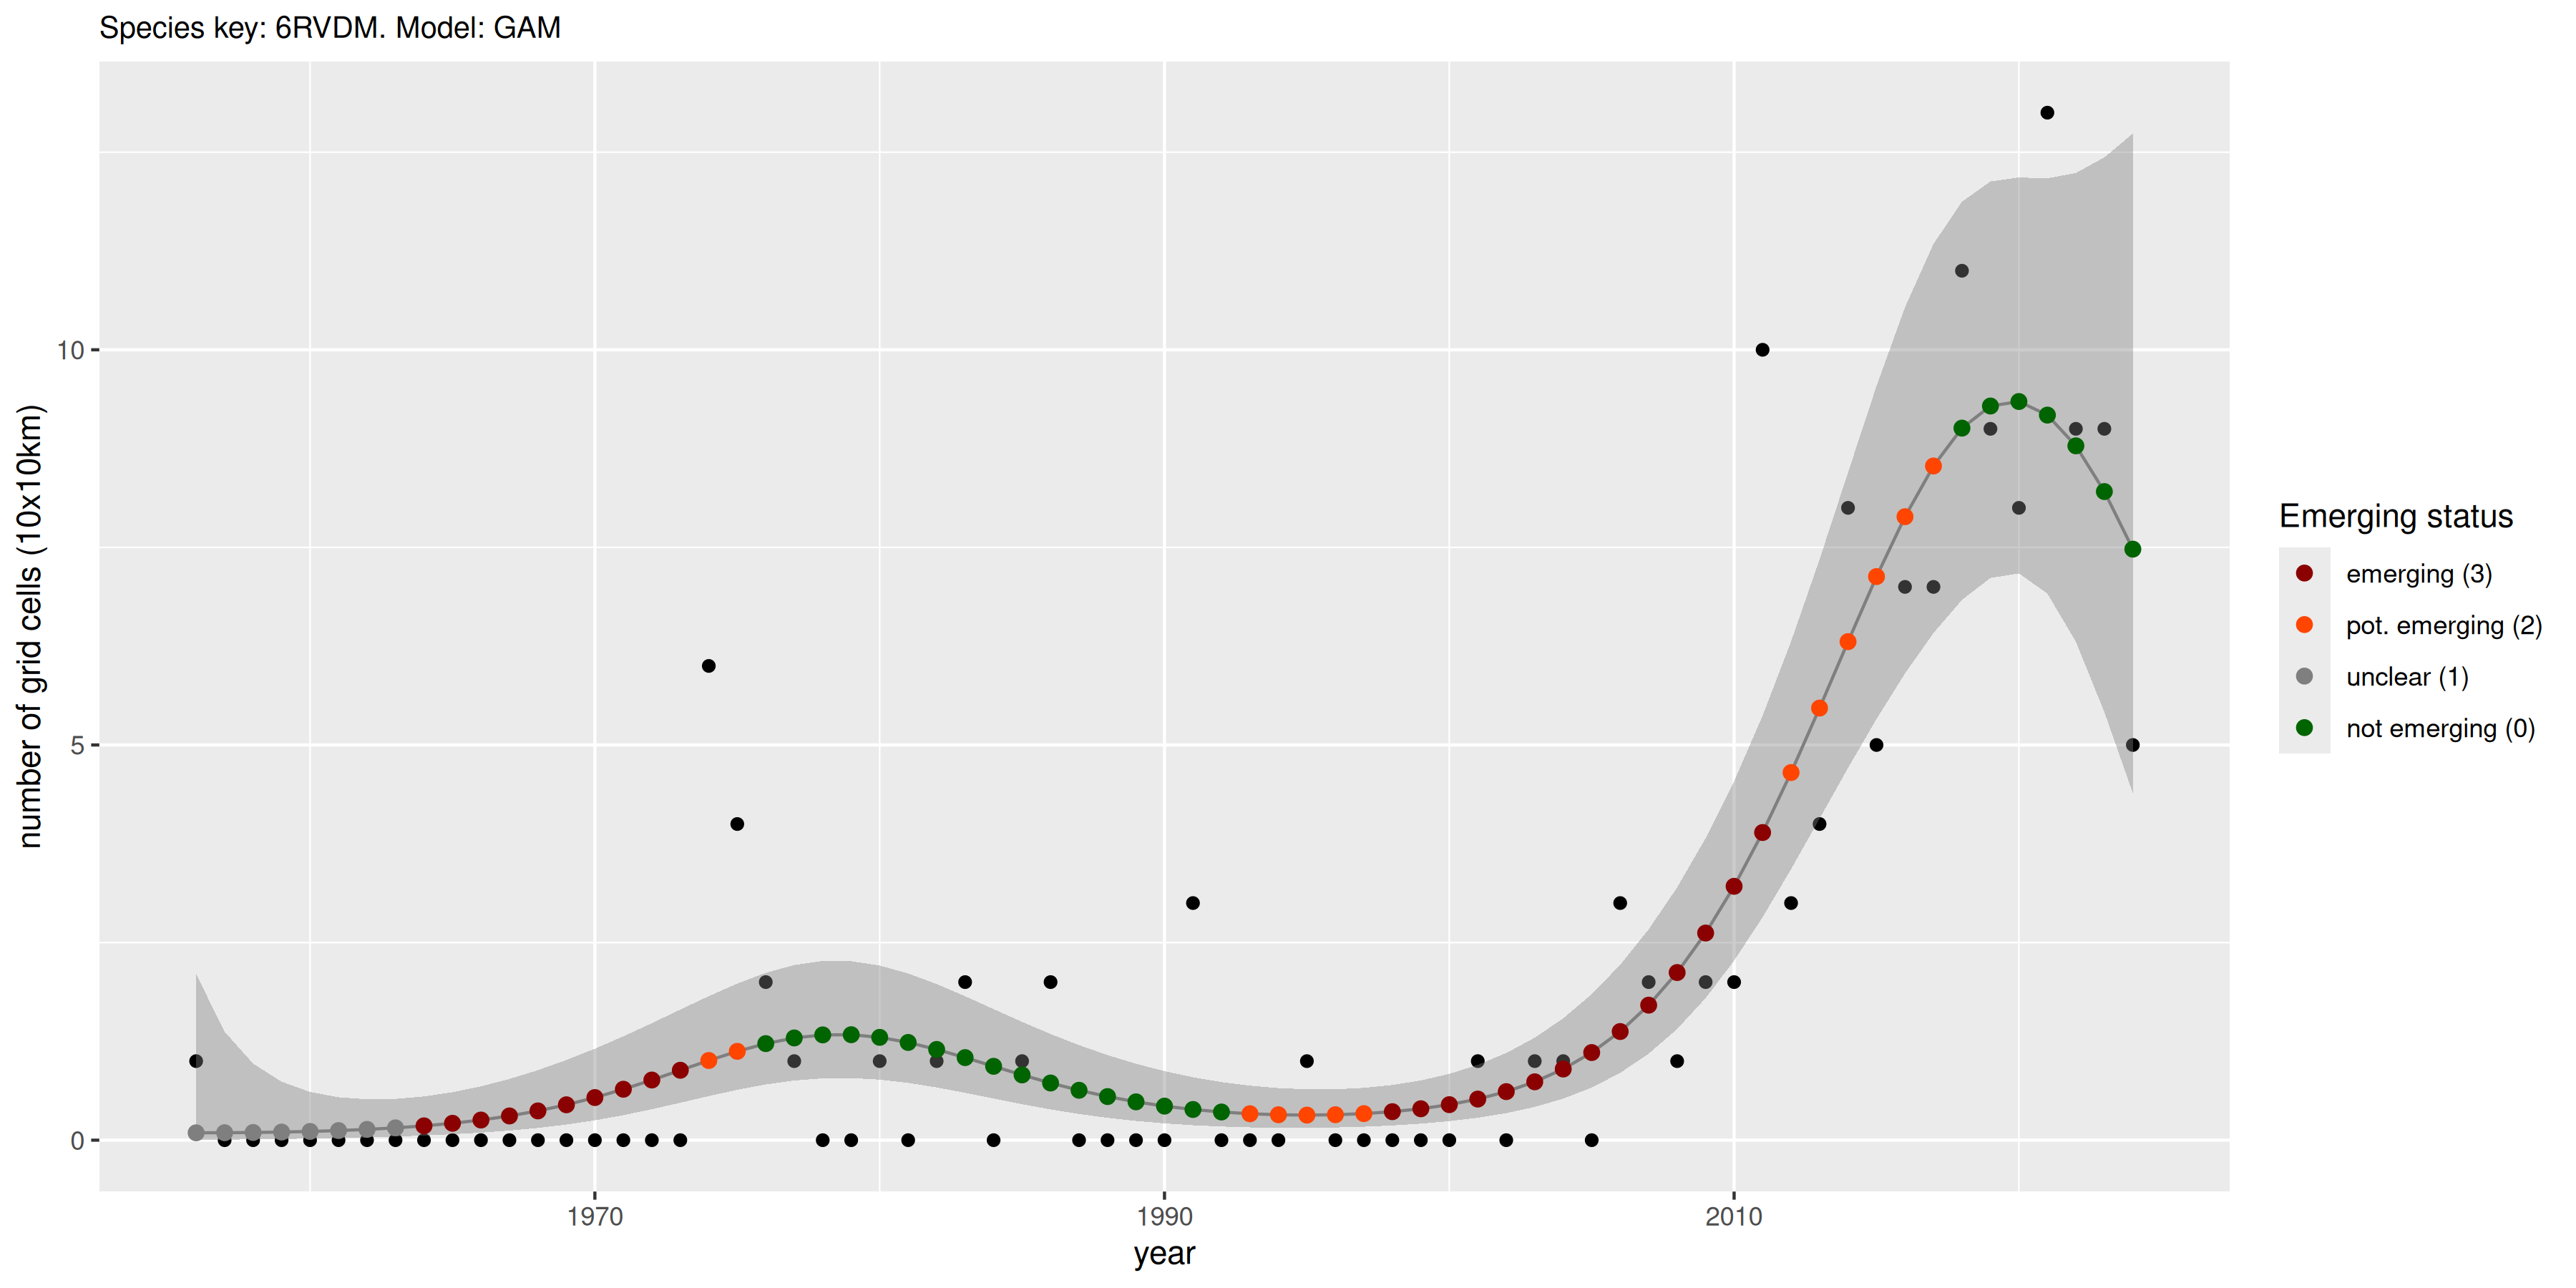 Species key: 6RVDM. Model: GAM
number of grid cells (10x10km)
10
5
0
1970
1990
2010
year
Emerging status
emerging (3)
pot. emerging (2)
unclear (1)
not emerging (0)